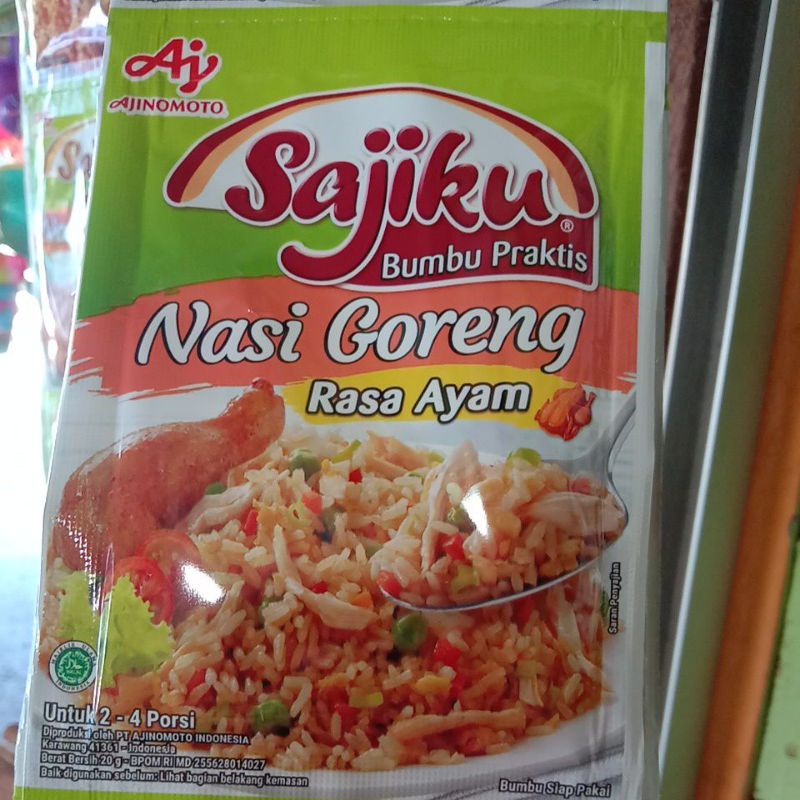 Aj
AJINOMOTO
Sajiku®
Bumbu Praktis
Nasi Goreng
Rasa Ayam
Saran Penyajian
Untuk 2 - 4 Porsi
Diproduksi oleh PT AJINOMOTO INDONESIA
Karawang 41361 - Indonesia
Berat Bersih 20 g - BPOM RI MD 255628014027
Baik digunakan sebelum: Lihat bagian belakang kemasan
Bumbu Siap Pakai